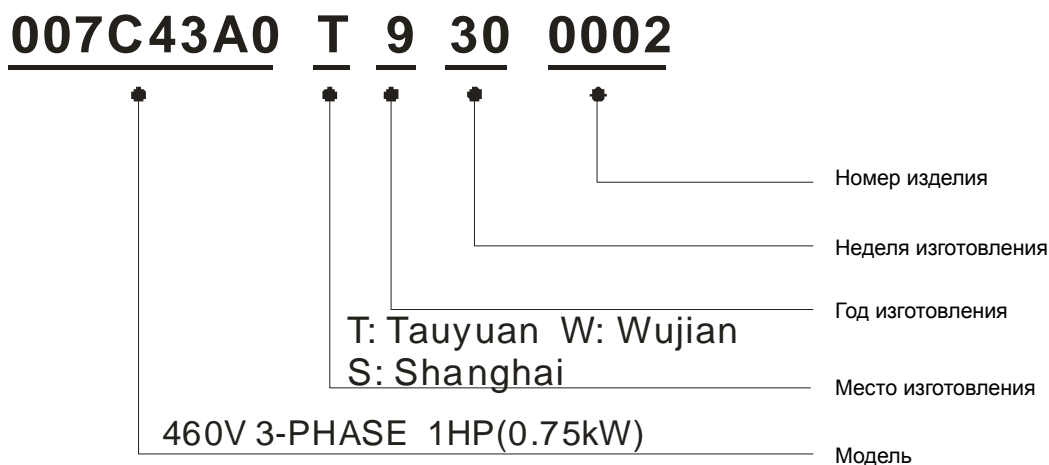 007C43A0 T 9 30 0002
Номер изделия
Неделя изготовления
Год изготовления
T: Tauyuan W: Wujian
S: Shanghai
Место изготовления
460V 3-PHASE 1HP(0.75kW)
Модель